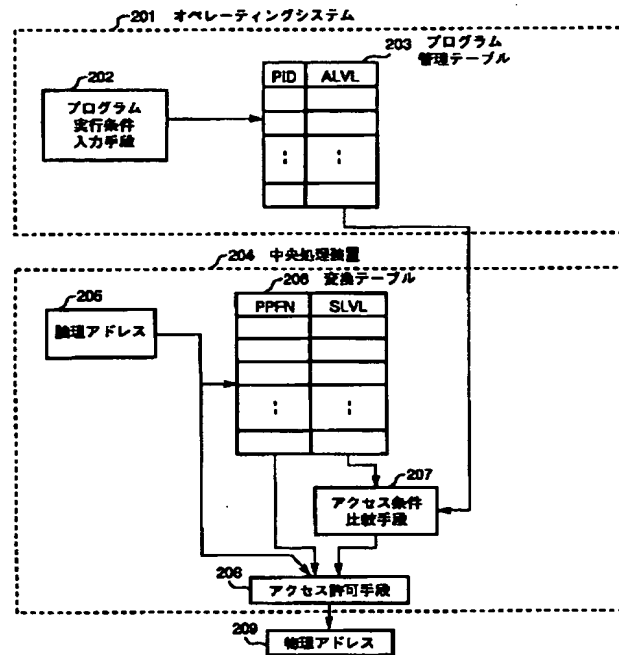 201 オペレーティングシステム
203 プログラム
管理テーブル
202
プログラム
実行条件
入力手段
PID ALVL
204 中央処理装置
205
論理アドレス
206 変換テーブル
PPFN SLVL
207
アクセス条件
比較手段
208
アクセス許可手段
209
物理アドレス